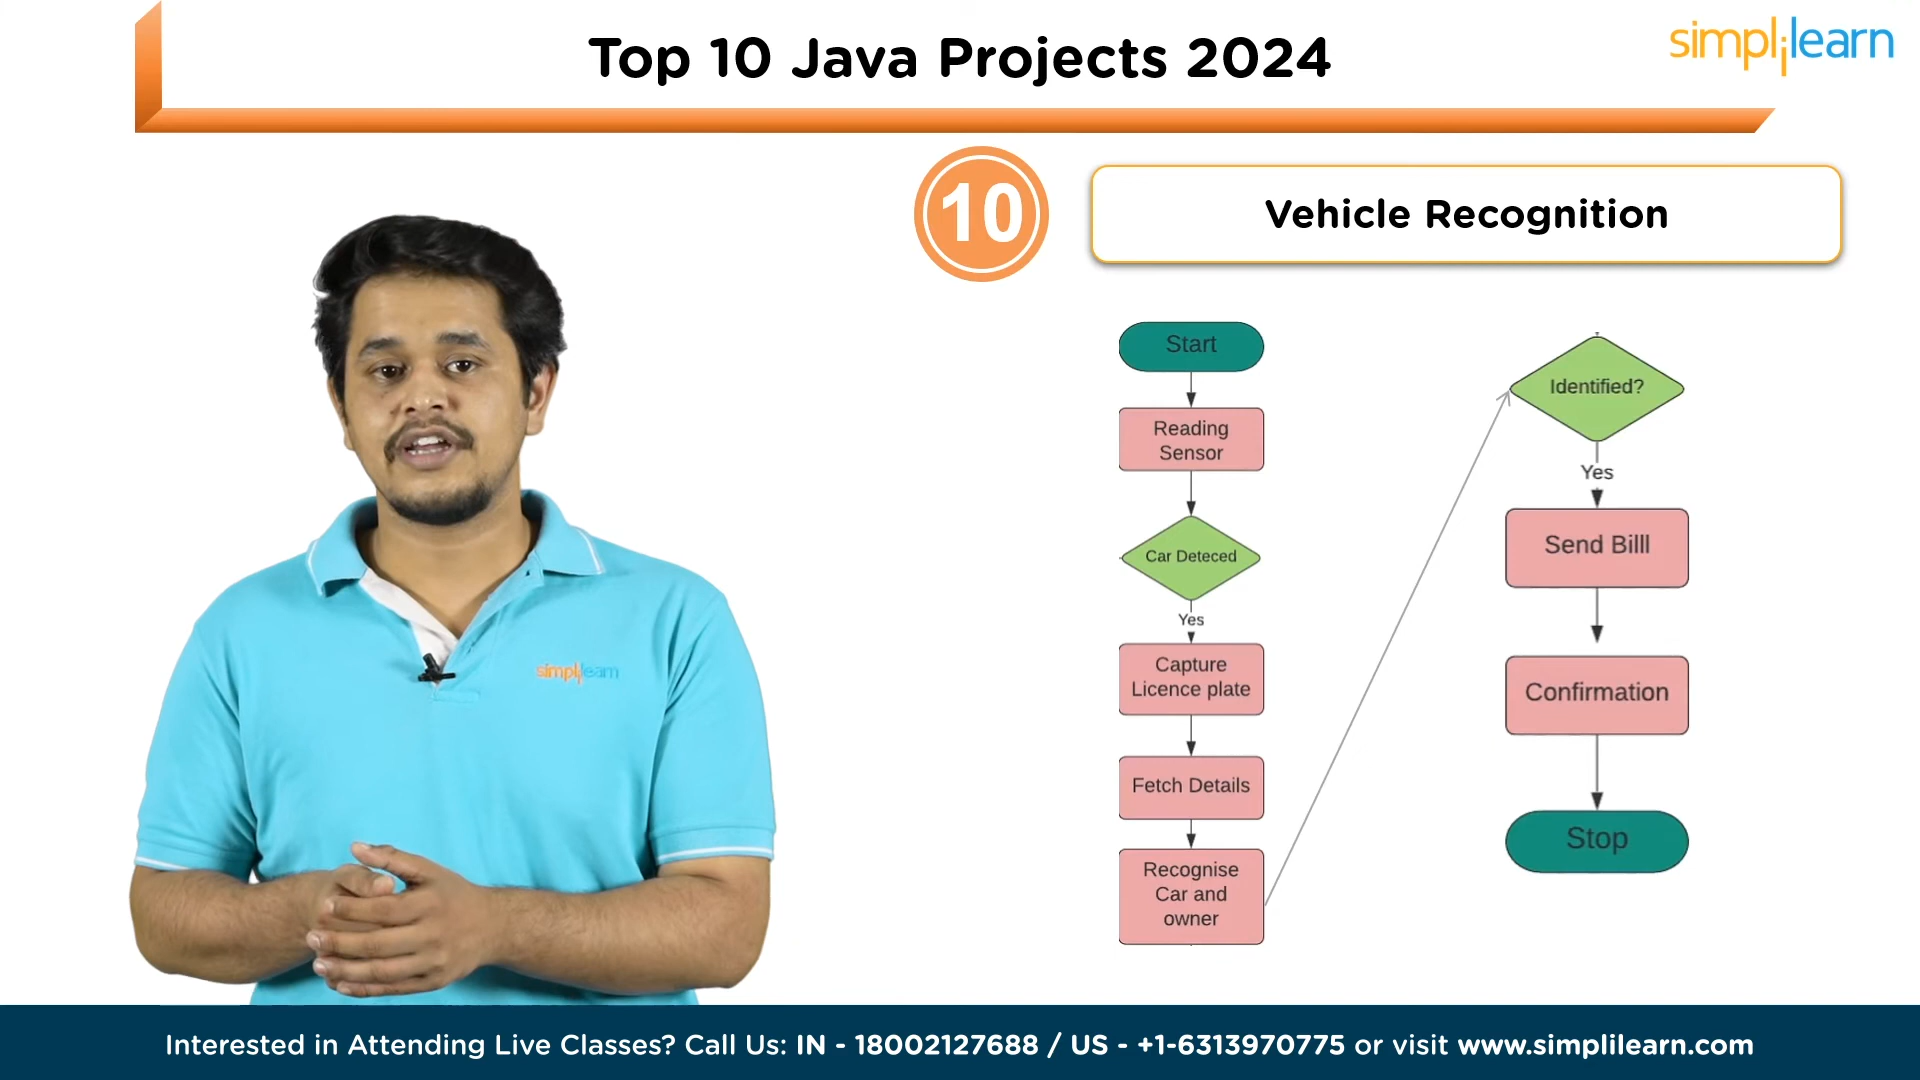 Top 10 Java Projects 2024
simplilearn
10
Vehicle Recognition
Start
Reading
Sensor
Car Deteced
Yes
Capture
Licence plate
Fetch Details
Recognise
Car and
owner
Identified?
Yes
Send Billl
Confirmation
Stop
simplilearn
Interested in Attending Live Classes? Call Us: IN - 18002127688 / US - +1-6313970775 or visit www.simplilearn.com